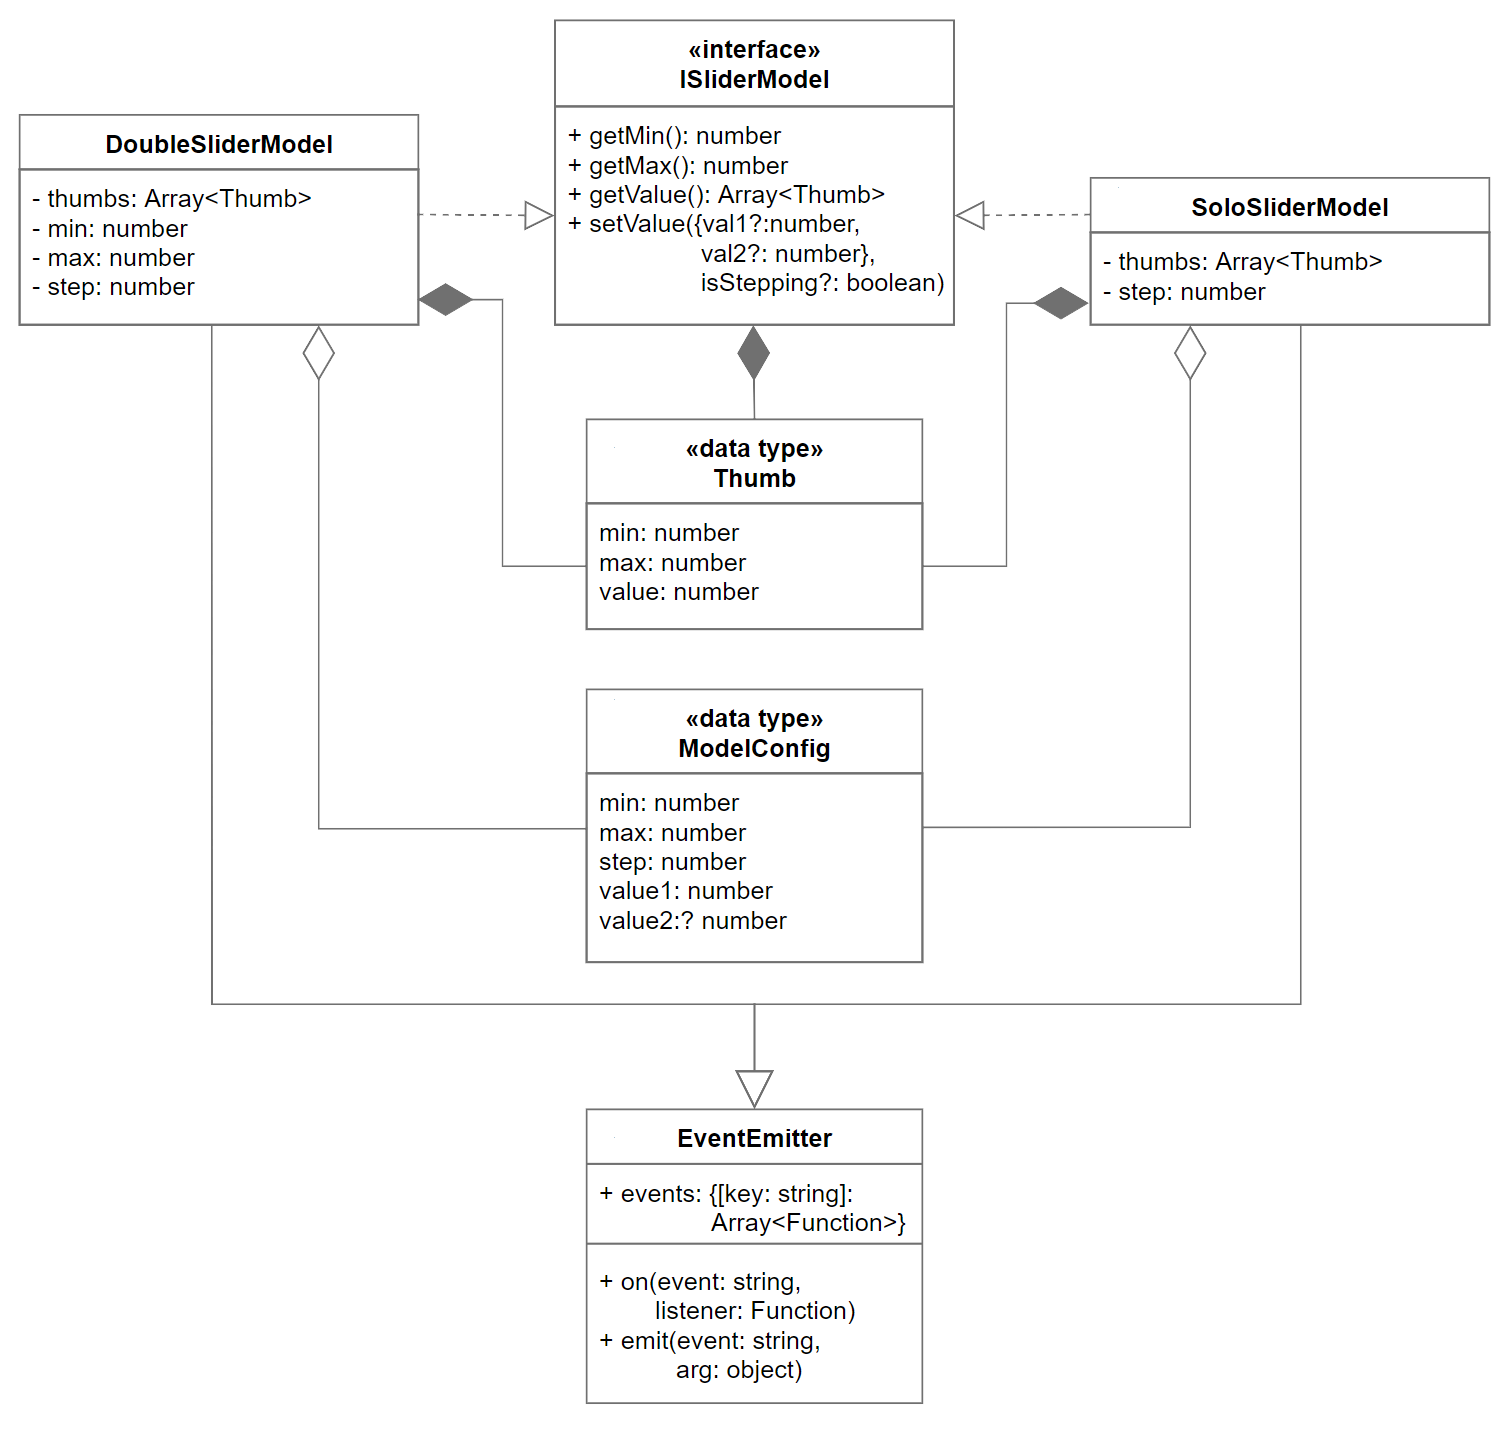 «interface»
ISliderModel
+ getMin(): number
+ getMax(): number
+ getValue(): Array<Thumb>
+ setValue({val1?:number,
val2?: number},
isStepping?: boolean)
DoubleSliderModel
- thumbs: Array<Thumb>
- min: number
- max: number
- step: number
SoloSliderModel
- thumbs: Array<Thumb>
- step: number
«data type»
Thumb
min: number
max: number
value: number
«data type»
ModelConfig
min: number
max: number
step: number
value1: number
value2:? number
EventEmitter
+ events: {[key: string]:
Array<Function>}
+ on(event: string,
listener: Function)
+ emit(event: string,
arg: object)